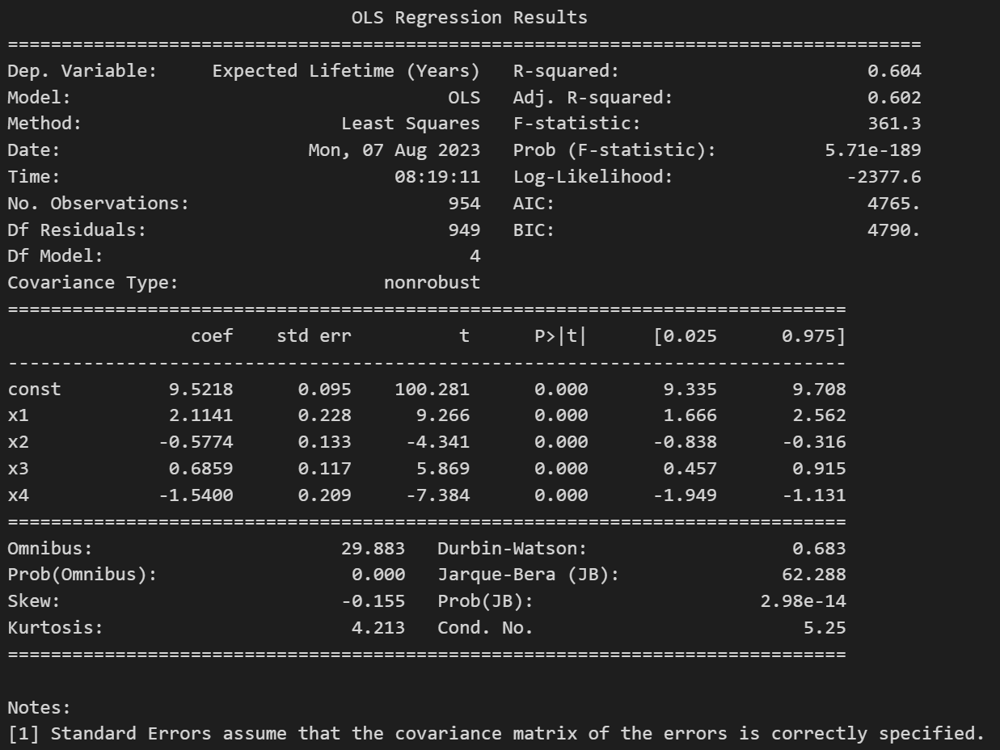 OLS Regression Results
==============================================================================
Dep. Variable:     Expected Lifetime (Years)   R-squared:                       0.604
Model:                                   OLS   Adj. R-squared:                  0.602
Method:                        Least Squares   F-statistic:                     361.3
Date:                       Mon, 07 Aug 2023   Prob (F-statistic):          5.71e-189
Time:                               08:19:11   Log-Likelihood:                -2377.6
No. Observations:                        954   AIC:                             4765.
Df Residuals:                            949   BIC:                             4790.
Df Model:                                  4
Covariance Type:                   nonrobust
==============================================================================
                 coef    std err          t      P>|t|      [0.025      0.975]
------------------------------------------------------------------------------
const          9.5218      0.095    100.281      0.000       9.335       9.708
x1             2.1141      0.228      9.266      0.000       1.666       2.562
x2            -0.5774      0.133     -4.341      0.000      -0.838      -0.316
x3             0.6859      0.117      5.869      0.000       0.457       0.915
x4            -1.5400      0.209     -7.384      0.000      -1.949      -1.131
==============================================================================
Omnibus:                       29.883   Durbin-Watson:                   0.683
Prob(Omnibus):                  0.000   Jarque-Bera (JB):               62.288
Skew:                          -0.155   Prob(JB):                     2.98e-14
Kurtosis:                       4.213   Cond. No.                         5.25
==============================================================================
Notes:
[1] Standard Errors assume that the covariance matrix of the errors is correctly specified.